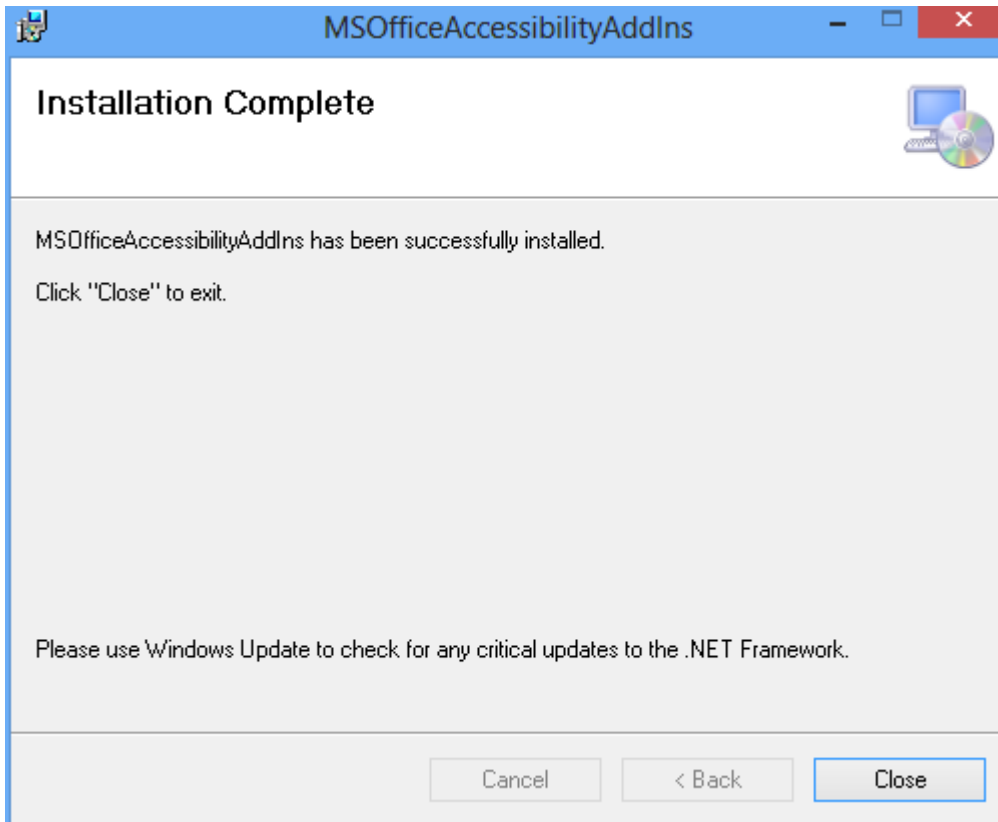 MSOfficeAccessibilityAddIns
Installation Complete
MSOfficeAccessibilityAddIns has been successfully installed.
Click "Close" to exit.
Please use Windows Update to check for any critical updates to the .NET Framework.
Cancel
< Back
Close